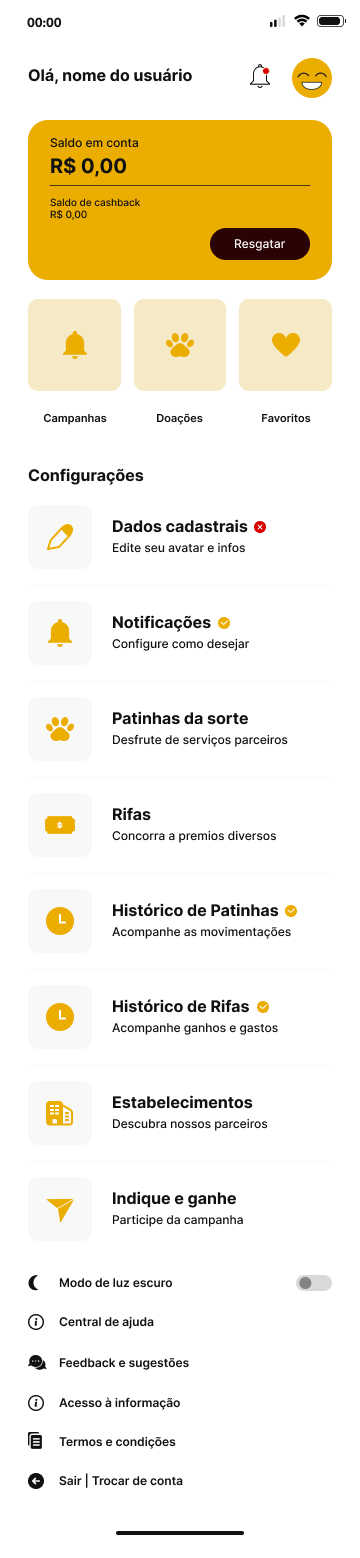 00:00
Olá, nome do usuário
Saldo em conta
R$ 0,00
Saldo de cashback
R$ 0,00
Resgatar
Campanhas
Doações
Favoritos
Configurações
Dados cadastrais
Edite seu avatar e infos
Notificações
Configure como desejar
Patinhas da sorte
Desfrute de serviços parceiros
$
Rifas
Concorra a premios diversos
Histórico de Patinhas
Acompanhe as movimentações
Histórico de Rifas
Acompanhe ganhos e gastos
Estabelecimentos
Descubra nossos parceiros
Indique e ganhe
Participe da campanha
Modo de luz escuro
Central de ajuda
Feedback e sugestões
Acesso à informação
Termos e condições
Sair | Trocar de conta